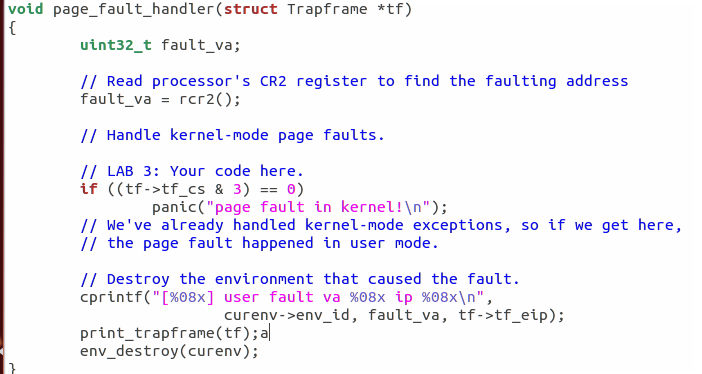 void page_fault_handler(struct Trapframe *tf)
{
        uint32_t fault_va;

        // Read processor's CR2 register to find the faulting address
        fault_va = rcr2();

        // Handle kernel-mode page faults.

        // LAB 3: Your code here.
        if ((tf->tf_cs & 3) == 0)
                panic("page fault in kernel!\n");
        // We've already handled kernel-mode exceptions, so if we get here,
        // the page fault happened in user mode.

        // Destroy the environment that caused the fault.
        cprintf("[%08x] user fault va %08x ip %08x\n",
                        curenv->env_id, fault_va, tf->tf_eip);
        print_trapframe(tf);a
        env_destroy(curenv);
}